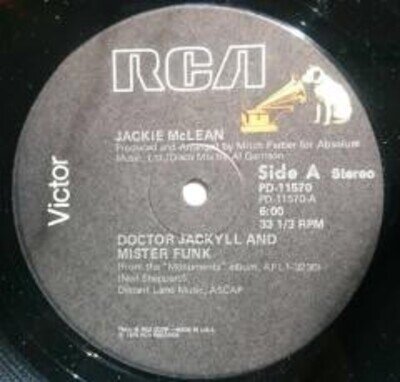 RCA
Victor
JACKIE McLEAN
Produced and Arranged by Mitch Farber for Absolute
Music, Ltd./Disco Mix by Al Garrison
Side A Stereo
PD-11570
PD-11570-A
6:00
33 1/3 RPM
DOCTOR JACKYLL AND
MISTER FUNK
(From the "Monuments" album, AFL1-3230)
(Neil Sheppard)
Distant Land Music, ASCAP